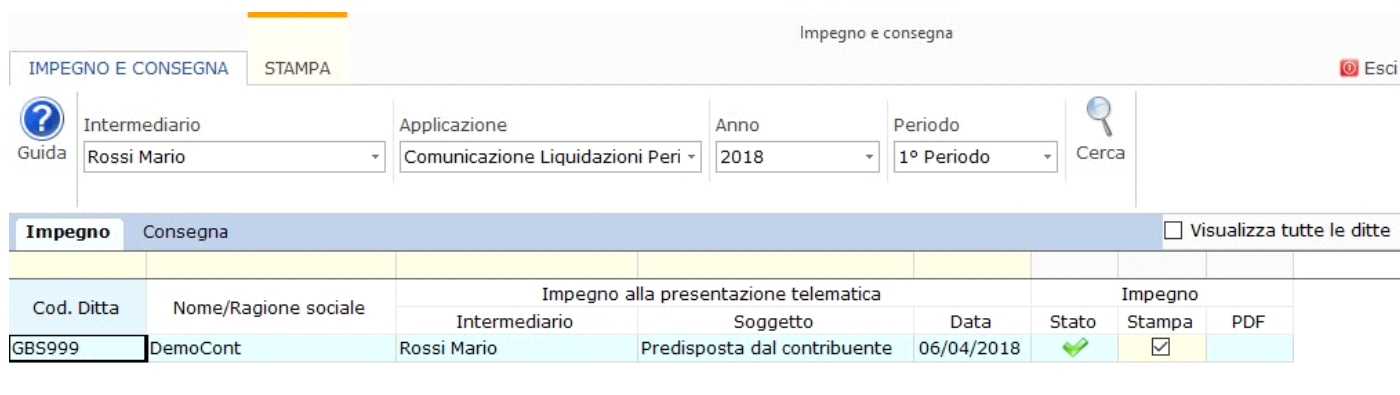 Impegno e consegna
IMPEGNO E CONSEGNA STAMPA Esci
Guida
Intermediario Applicazione Anno Periodo
Rossi Mario Comunicazione Liquidazioni Peri 2018 1° Periodo Cerca
Impegno Consegna Visualizza tutte le ditte
Cod. Ditta Nome/Ragione sociale Impegno alla presentazione telematica Impegno
Intermediario Soggetto Data Stato Stampa PDF
GBS999 DemoCont Rossi Mario Predisposta dal contribuente 06/04/2018